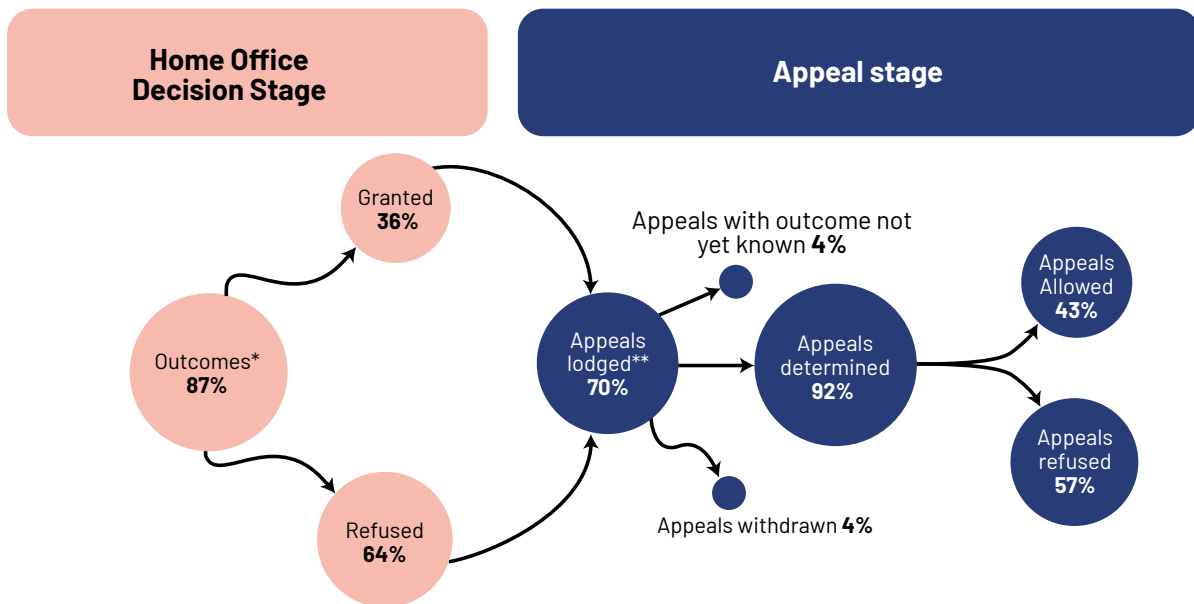 Home Office
Decision Stage
Appeal stage
Granted
36%
Outcomes*
87%
Refused
64%
Appeals
lodged**
70%
Appeals with outcome not
yet known 4%
Appeals
determined
92%
Appeals withdrawn 4%
Appeals
Allowed
43%
Appeals
refused
57%